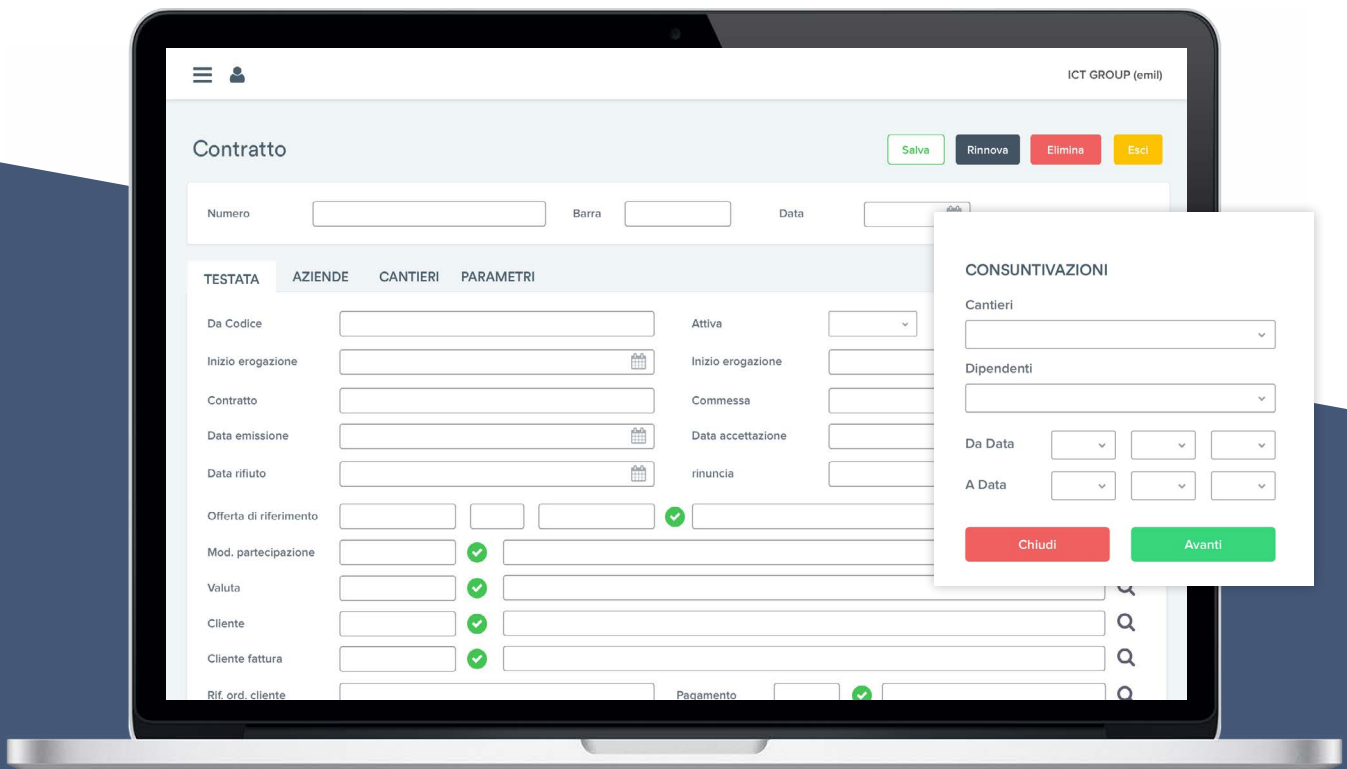 ICT GROUP (emil)
Contratto
Salva Rinnova Elimina Esci
Numero Barra Data
TESTATA AZIENDE CANTIERI PARAMETRI
Da Codice Attiva
Inizio erogazione Inizio erogazione
Contratto Commessa
Data emissione Data accettazione
Data rifiuto rinuncia
Offerta di riferimento
Mod. partecipazione
Valuta
Cliente
Cliente fattura
Rif. ord. cliente Pagamento
CONSUNTIVAZIONI
Cantieri
Dipendenti
Da Data
A Data
Chiudi Avanti